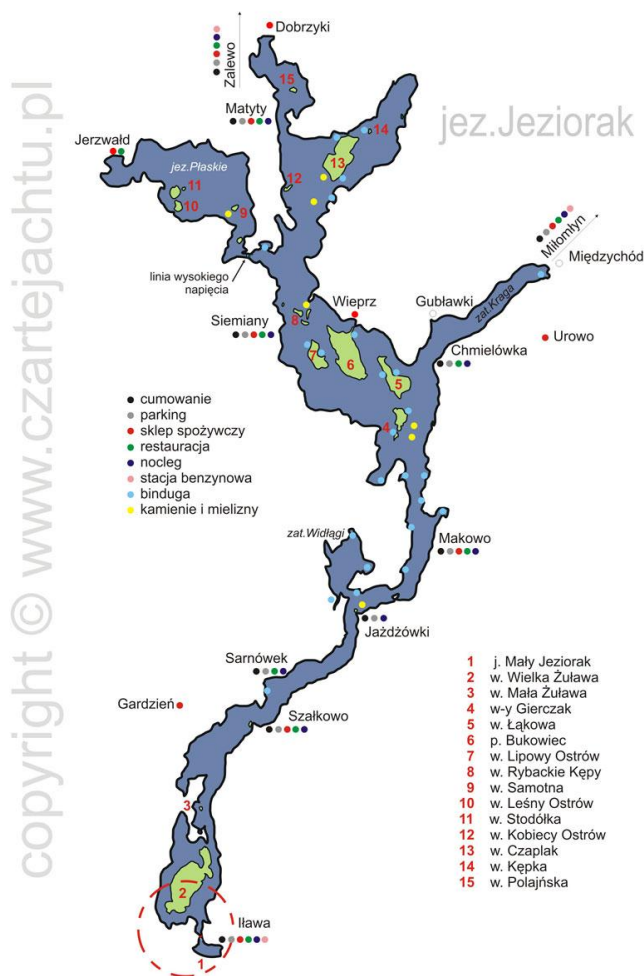 copyright © www.czartejachtu.pl
Dobrzyki
Zalewo
15
Matyty
jez.Jeziorak
14
13
12
Jerzwałd
jez.Płaskie
11
10
9
linia wysokiego
napięcia
Miłomłyn
Międzychód
zat.Kraga
Wieprz
Gubławki
Urowo
Siemiany
8
7
6
Chmielówka
5
4
cumowanie
parking
sklep spożywczy
restauracja
nocleg
stacja benzynowa
binduga
kamienie i mielizny
zat.Widłągi
Makowo
Jażdżówki
Sarnówek
Gardzień
Szałkowo
3
2
Iława
1
1 j. Mały Jeziorak
2 w. Wielka Żuława
3 w. Mała Żuława
4 w-y Gierczak
5 w. Łąkowa
6 p. Bukowiec
7 w. Lipowy Ostrów
8 w. Rybackie Kępy
9 w. Samotna
10 w. Leśny Ostrów
11 w. Stodółka
12 w. Kobiecy Ostrów
13 w. Czaplak
14 w. Kępka
15 w. Polajńska